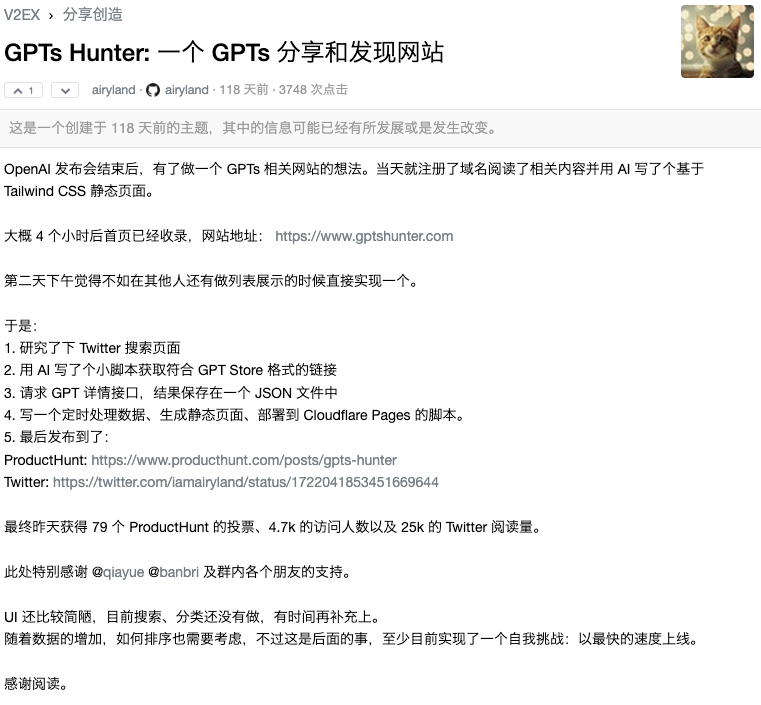 V2EX › 分享创造
GPTs Hunter: 一个 GPTs 分享和发现网站
1 airyland · airyland · 118 天前 · 3748 次点击
这是一个创建于 118 天前的主题，其中的信息可能已经有所发展或是发生改变。
OpenAI 发布会结束后，有了做一个 GPTs 相关网站的想法。当天就注册了域名阅读了相关内容并用 AI 写了个基于
Tailwind CSS 静态页面。
大概 4 个小时后首页已经收录，网站地址： https://www.gptshunter.com
第二天下午觉得不如在其他人还有做列表展示的时候直接实现一个。
于是：
1. 研究了下 Twitter 搜索页面
2. 用 AI 写了个小脚本获取符合 GPT Store 格式的链接
3. 请求 GPT 详情接口，结果保存在一个 JSON 文件中
4. 写一个定时处理数据、生成静态页面、部署到 Cloudflare Pages 的脚本。
5. 最后发布到了：
ProductHunt: https://www.producthunt.com/posts/gpts-hunter
Twitter: https://twitter.com/iamairyland/status/1722041853451669644
最终昨天获得 79 个 ProductHunt 的投票、4.7k 的访问人数以及 25k 的 Twitter 阅读量。
此处特别感谢 @qiayue @banbri 及群内各个朋友的支持。
UI 还比较简陋，目前搜索、分类还没有做，有时间再补充上。
随着数据的增加，如何排序也需要考虑，不过这是后面的事，至少目前实现了一个自我挑战：以最快的速度上线。
感谢阅读。